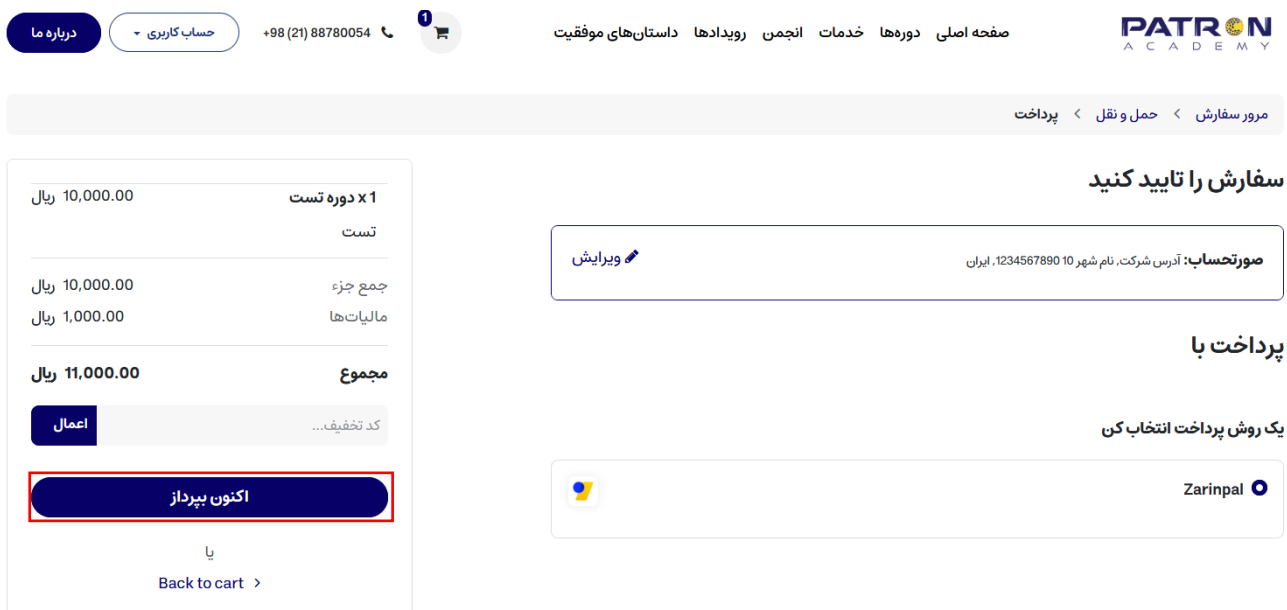 PATRON
ACADEMY
صفحه اصلی دوره‌ها خدمات انجمن رویدادها داستان‌های موفقیت
1
+98 (21) 88780054
حساب کاربری
درباره ما
مرور سفارش > حمل و نقل > پرداخت
سفارش را تایید کنید
صورتحساب: آدرس شرکت, نام شهر 10 1234567890, ایران
ویرایش
پرداخت با
یک روش پرداخت انتخاب کن
Zarinpal
1 x دوره تست
10,000.00 ریال
تست
جمع جزء 10,000.00 ریال
مالیات‌ها 1,000.00 ریال
مجموع 11,000.00 ریال
کد تخفیف...
اعمال
اکنون بپرداز
یا
Back to cart